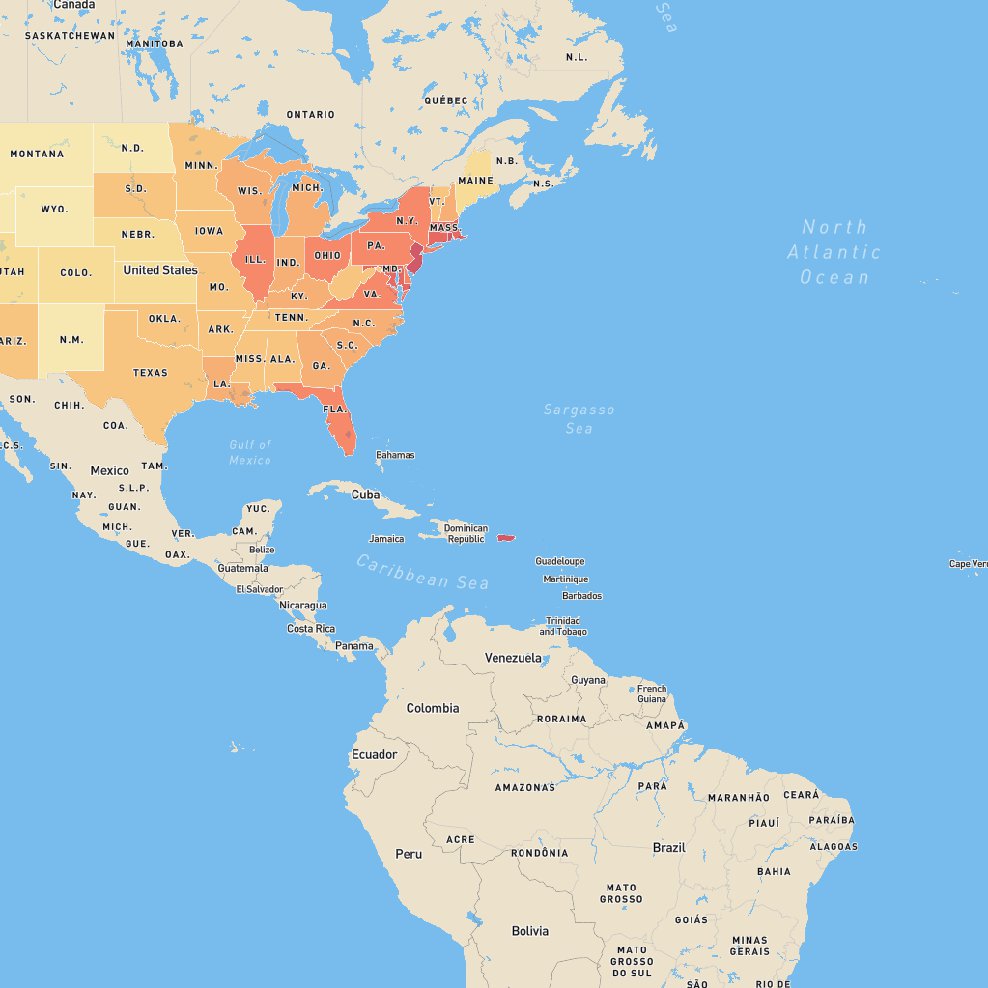 Canada
Sea
SASKATCHEWAN
MANITOBA
N.L.
QUÉBEC
ONTARIO
N.D.
MONTANA
MINN.
N.B.
MAINE
N.S.
S.D.
WIS.
MICH.
VT.
WYO.
N.Y.
MASS.
North
Atlantic
Ocean
NEBR.
IOWA
PA.
OHIO
ILL.
IND.
MD.
UTAH
COLO.
United States
MO.
KY.
VA.
OKLA.
TENN.
N.C.
ARIZ.
N.M.
ARK.
S.C.
MISS.
ALA.
GA.
TEXAS
LA.
FLA.
SON.
CHIH.
COA.
Sargasso
Sea
Gulf of
Mexico
B.C.S.
Bahamas
SIN.
Mexico
TAM.
S.L.P.
NAY.
GUAN.
Cuba
YUC.
MICH.
VER.
CAM.
GUE.
OAX.
Belize
Jamaica
Dominican
Republic
Guatemala
Caribbean Sea
Guadeloupe
Martinique
El Salvador
Barbados
Nicaragua
Cape Verd
Costa Rica
Trinidad
and Tobago
Panama
Venezuela
Guyana
French
Guiana
Colombia
RORAIMA
AMAPÁ
Ecuador
AMAZONAS
PARÁ
MARANHÃO
CEARÁ
PIAUÍ
PARAÍBA
ACRE
ALAGOAS
Peru
RONDÔNIA
Brazil
BAHIA
MATO
GROSSO
GOIÁS
Bolivia
MINAS
GERAIS
MATO
GROSSO
DO SUL
SÃO
RIO DE